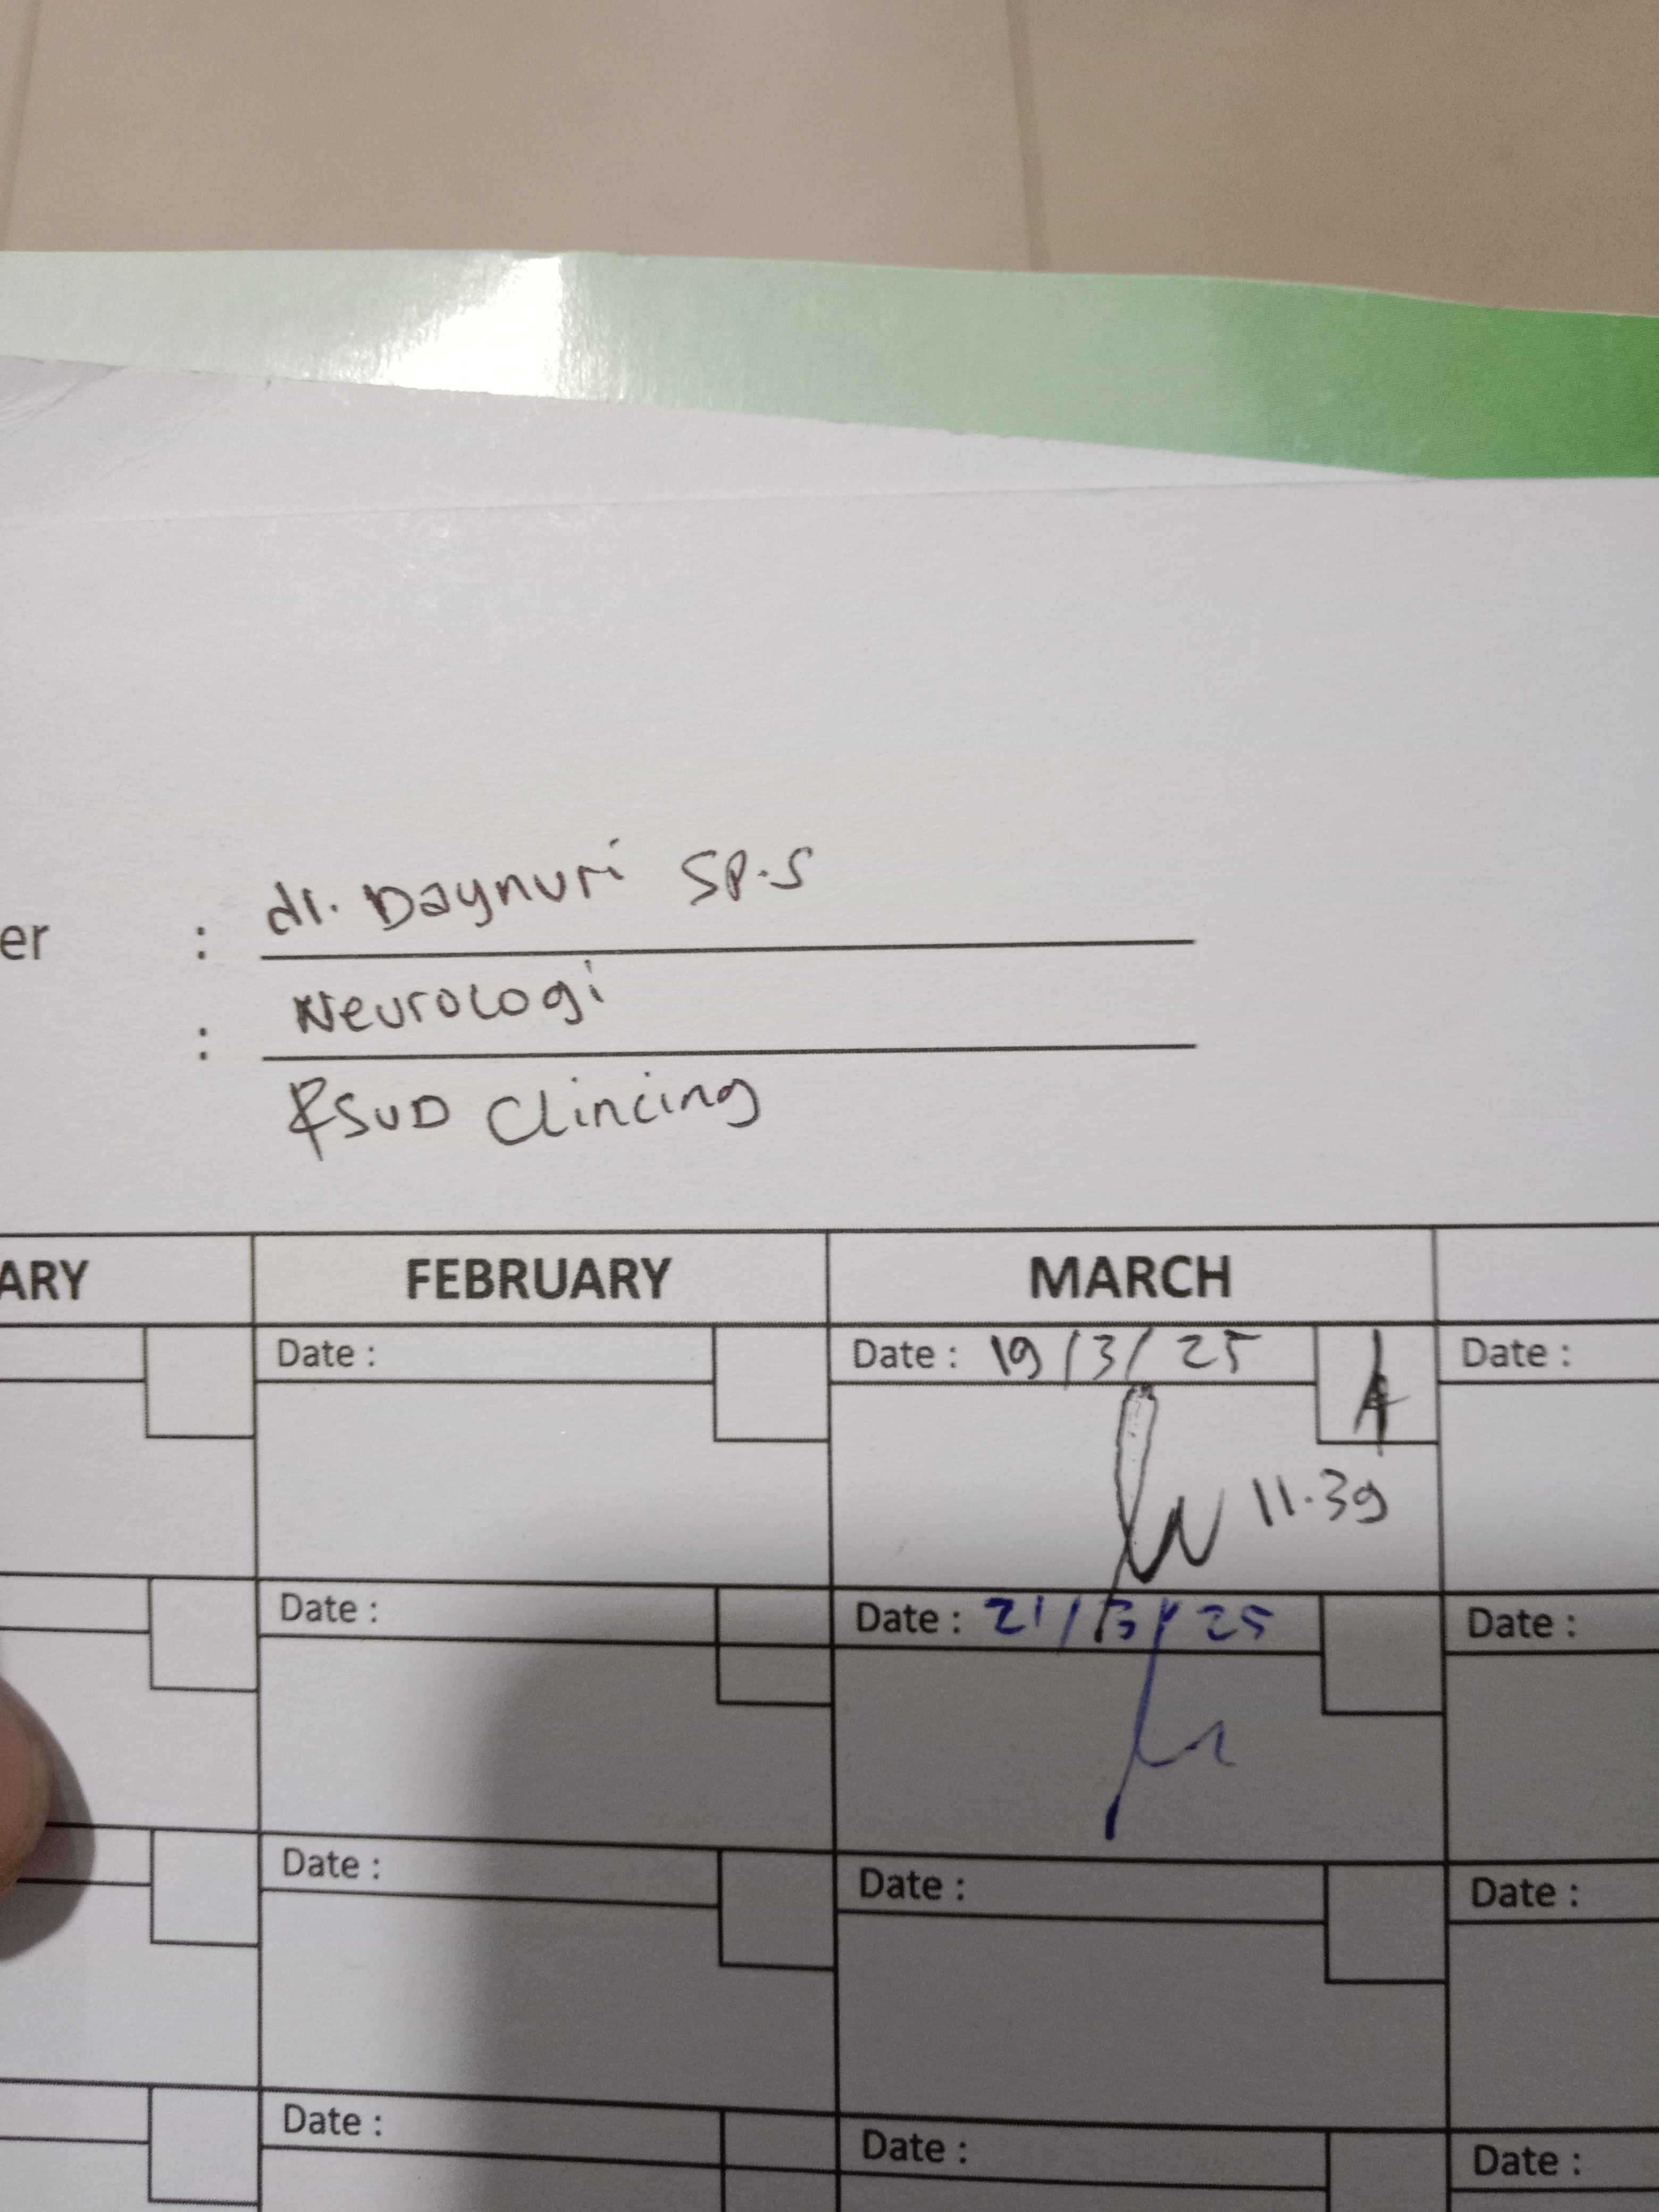 dr. Daynuri SP.S
er :
Neurologi
:
RSUD Clincing
ARY FEBRUARY MARCH
Date : Date : 19/3/25 Date :
11.39
Date : Date : 21/3/25 Date :
Date : Date : Date :
Date : Date : Date :